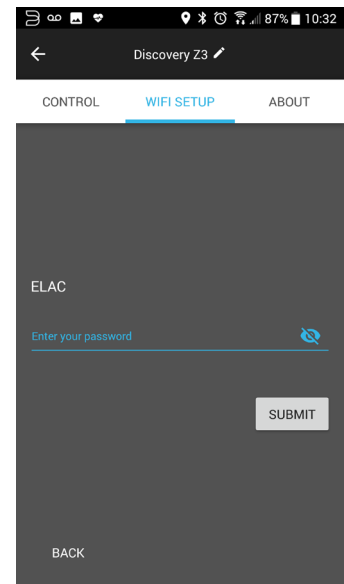 87% 10:32
Discovery Z3
CONTROL WIFI SETUP ABOUT
ELAC
Enter your password
SUBMIT
BACK